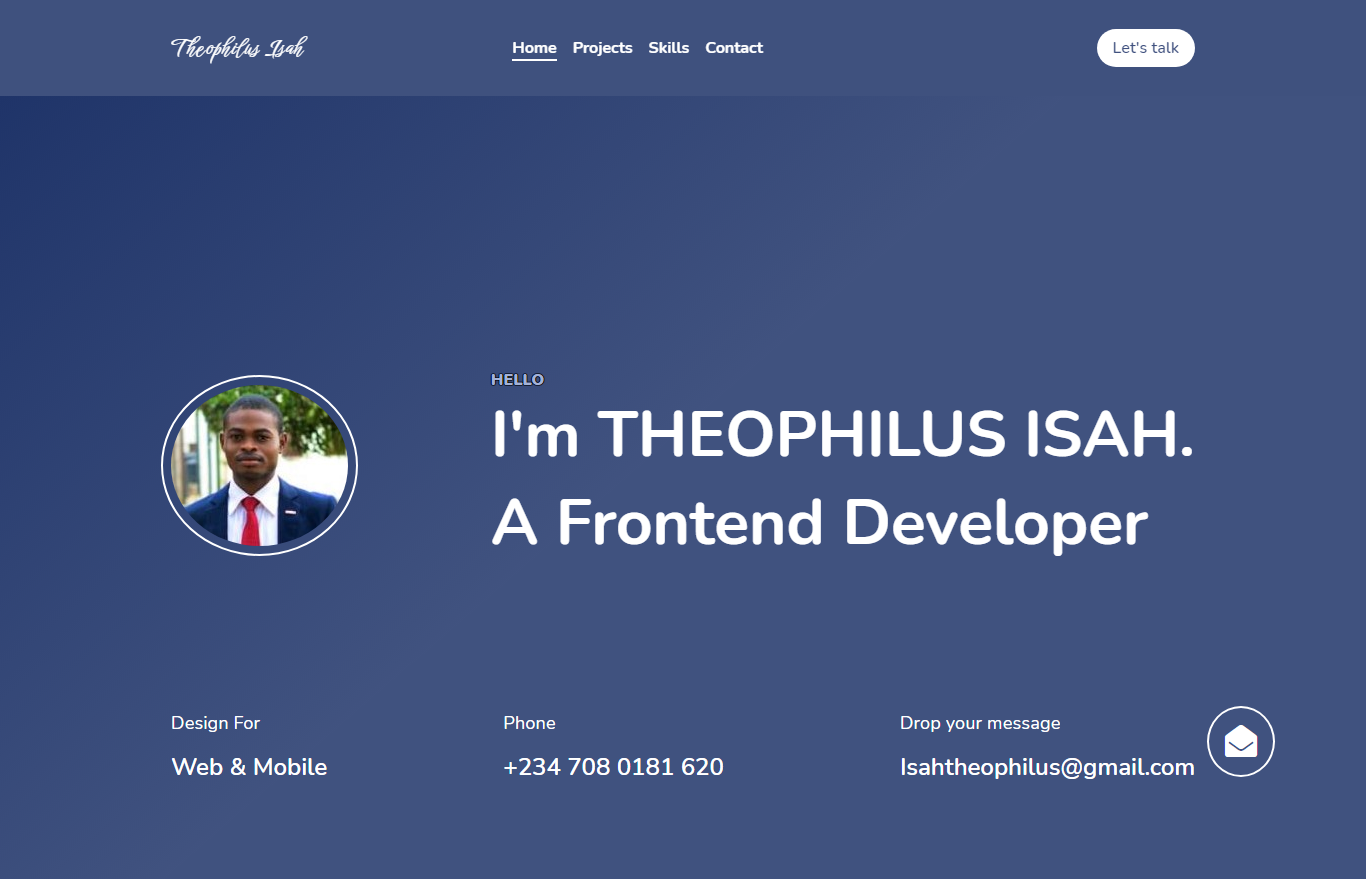 Theophilus Isah
Home Projects Skills Contact
Let's talk
HELLO
I'm THEOPHILUS ISAH.
A Frontend Developer
Design For
Web & Mobile
Phone
+234 708 0181 620
Drop your message
Isahtheophilus@gmail.com